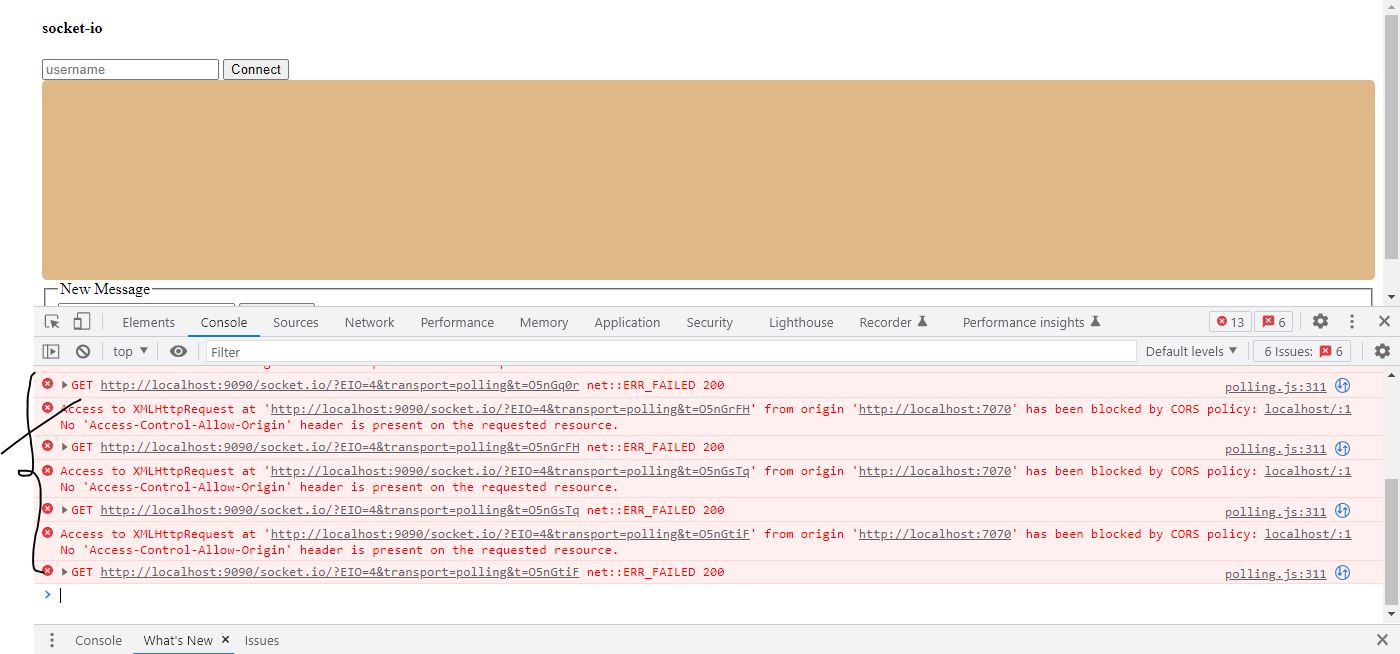 socket-io
username Connect
New Message
Elements Console Sources Network Performance Memory Application Security Lighthouse Recorder Performance insights 13 6
top Filter Default levels 6 Issues: 6
GET http://localhost:9090/socket.io/?EIO=4&transport=polling&t=O5nGq0r net::ERR_FAILED 200 polling.js:311
Access to XMLHttpRequest at 'http://localhost:9090/socket.io/?EIO=4&transport=polling&t=O5nGrFH' from origin 'http://localhost:7070' has been blocked by CORS policy: localhost/:1
No 'Access-Control-Allow-Origin' header is present on the requested resource.
GET http://localhost:9090/socket.io/?EIO=4&transport=polling&t=O5nGrFH net::ERR_FAILED 200 polling.js:311
Access to XMLHttpRequest at 'http://localhost:9090/socket.io/?EIO=4&transport=polling&t=O5nGsTq' from origin 'http://localhost:7070' has been blocked by CORS policy: localhost/:1
No 'Access-Control-Allow-Origin' header is present on the requested resource.
GET http://localhost:9090/socket.io/?EIO=4&transport=polling&t=O5nGsTq net::ERR_FAILED 200 polling.js:311
Access to XMLHttpRequest at 'http://localhost:9090/socket.io/?EIO=4&transport=polling&t=O5nGtiF' from origin 'http://localhost:7070' has been blocked by CORS policy: localhost/:1
No 'Access-Control-Allow-Origin' header is present on the requested resource.
GET http://localhost:9090/socket.io/?EIO=4&transport=polling&t=O5nGtiF net::ERR_FAILED 200 polling.js:311
Console What's New Issues